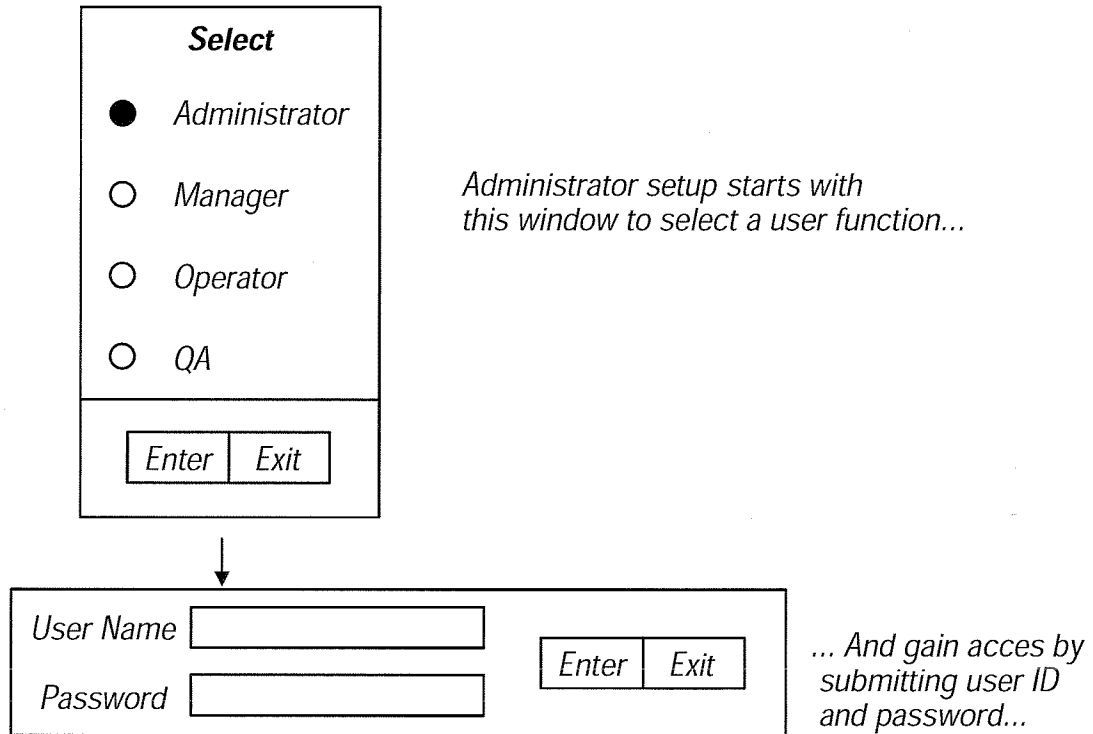 Select
Administrator
Manager
Operator
QA
Enter Exit
Administrator setup starts with
this window to select a user function...
User Name
Password
Enter Exit
... And gain acces by
submitting user ID
and password...